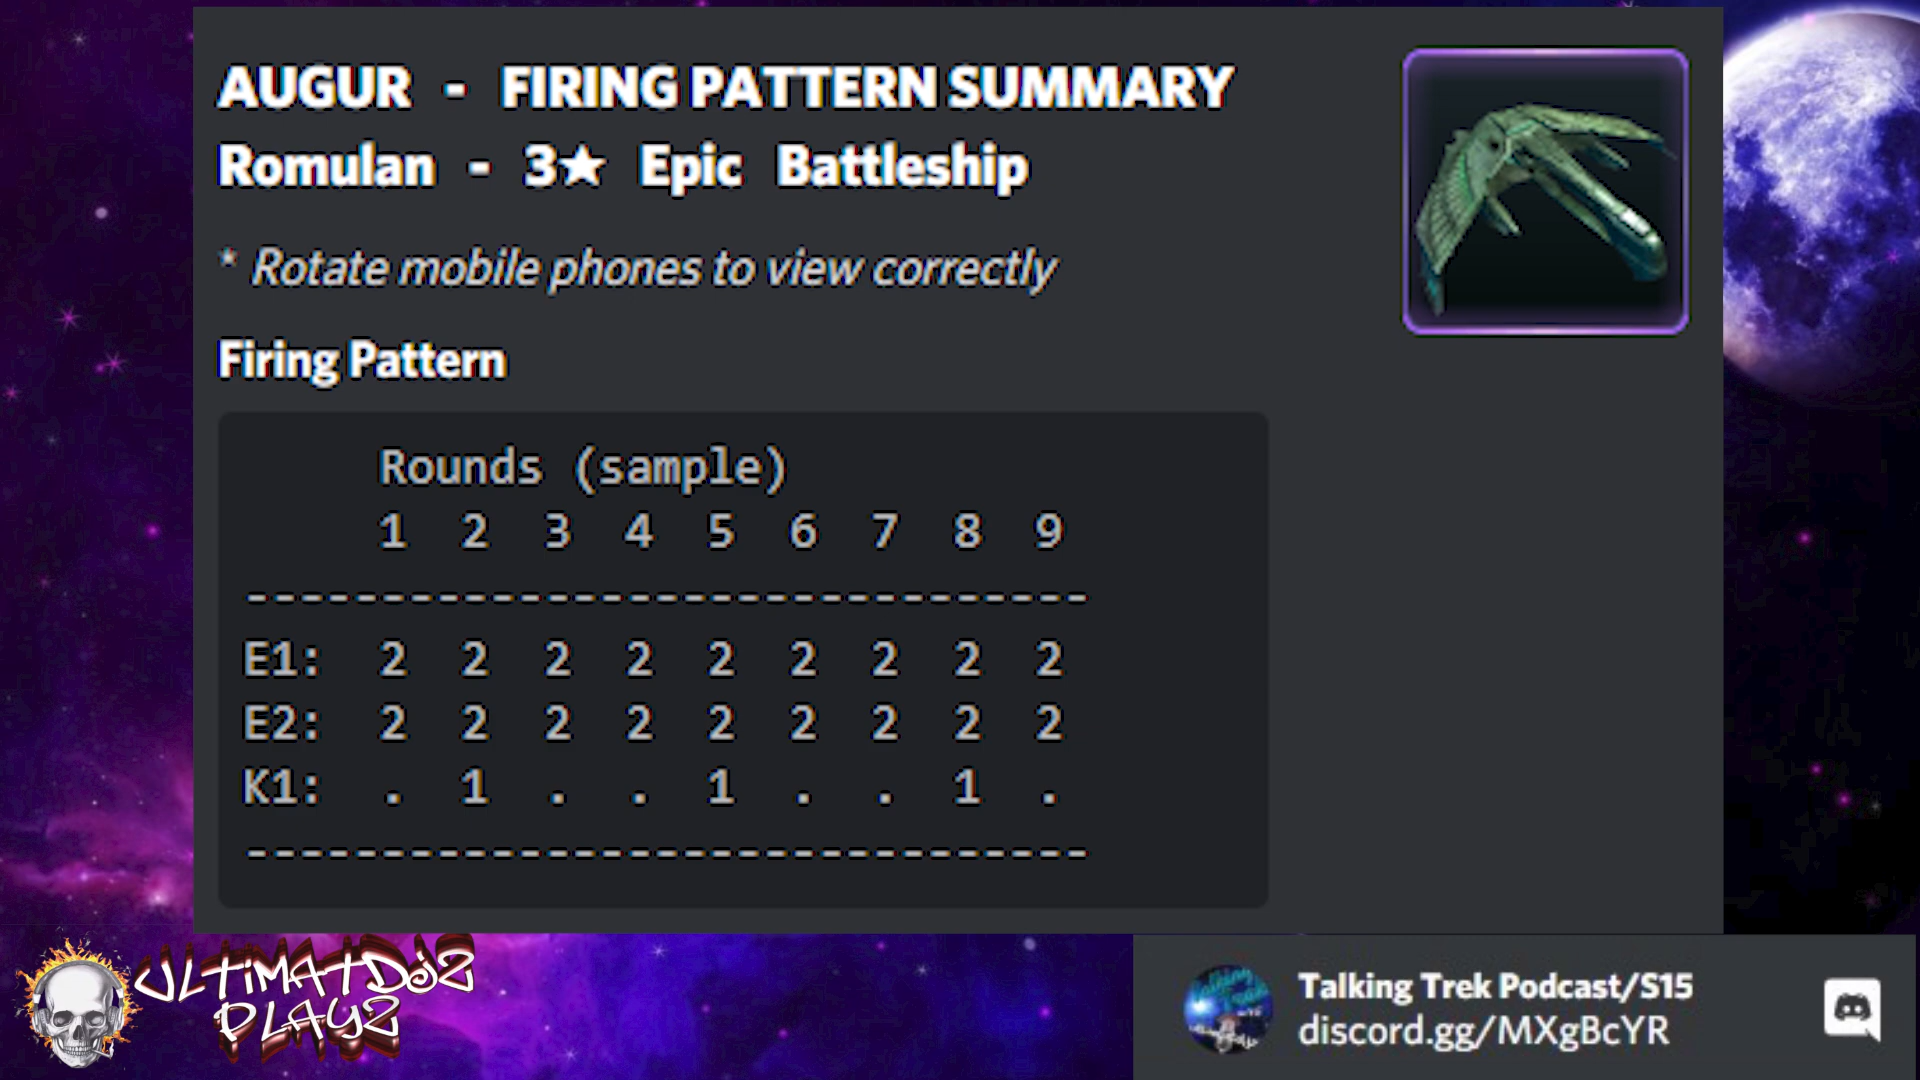 AUGUR - FIRING PATTERN SUMMARY
Romulan - 3★ Epic Battleship
* Rotate mobile phones to view correctly
Firing Pattern
Rounds (sample)
1 2 3 4 5 6 7 8 9
----------------------------------
E1: 2 2 2 2 2 2 2 2 2
E2: 2 2 2 2 2 2 2 2 2
K1: . 1 . . 1 . . 1 .
----------------------------------
ULTiMATDJZ
PLAYZ
Talking Trek Podcast/S15
discord.gg/MXgBcYR